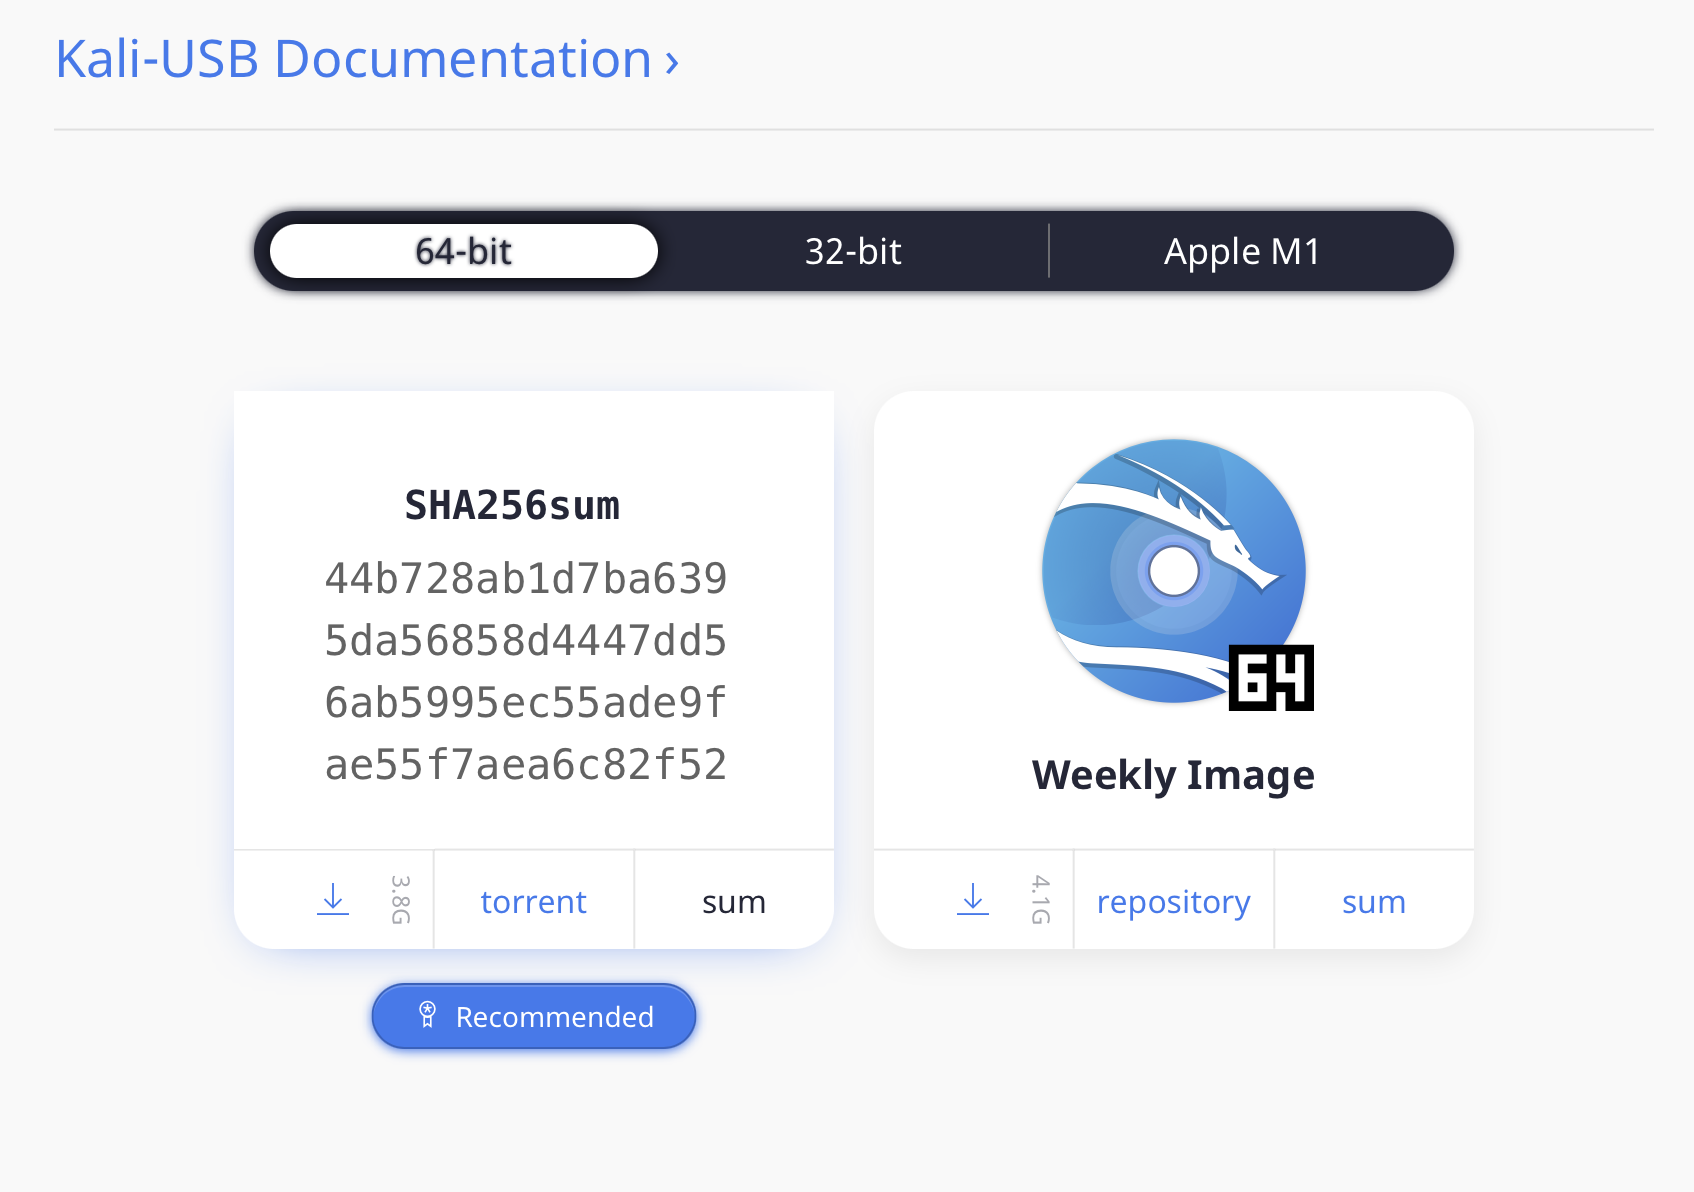 Kali-USB Documentation ›
64-bit
32-bit
Apple M1
SHA256sum
44b728ab1d7ba639
5da56858d4447dd5
6ab5995ec55ade9f
ae55f7aea6c82f52
3.8G
torrent
sum
Recommended
64
Weekly Image
4.1G
repository
sum